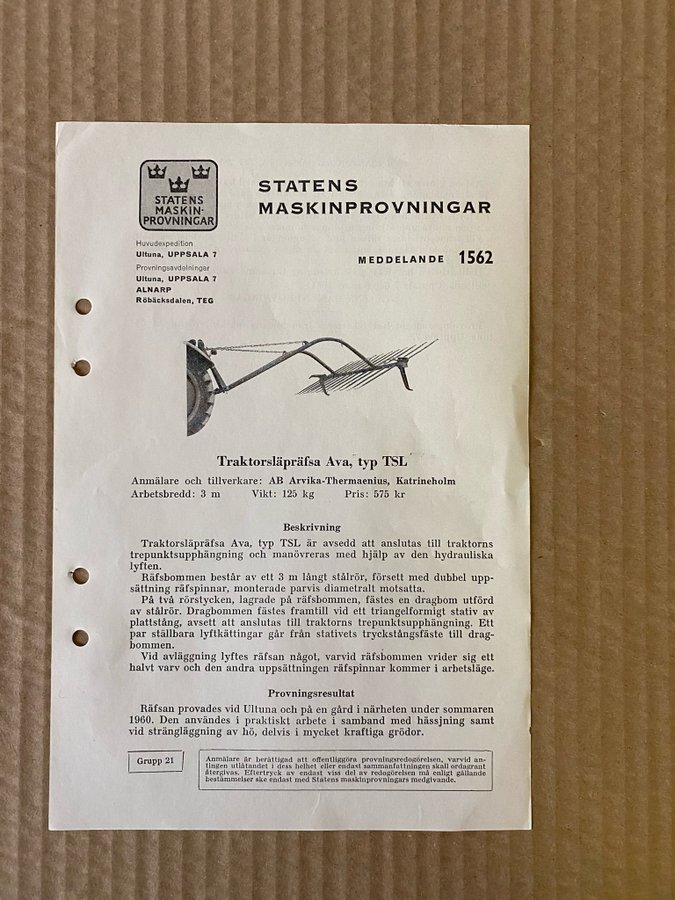 STATENS
MASKIN-
PROVNINGAR
STATENS
MASKINPROVNINGAR
Huvudexpedition
Ultuna, UPPSALA 7
Provningsavdelningar
Ultuna, UPPSALA 7
ALNARP
Röbäcksdalen, TEG
MEDDELANDE 1562
Traktorsläpräfsa Ava, typ TSL
Anmälare och tillverkare: AB Arvika-Thermaenius, Katrineholm
Arbetsbredd: 3 m Vikt: 125 kg Pris: 575 kr
Beskrivning
Traktorsläpräfsa Ava, typ TSL är avsedd att anslutas till traktorns
trepunktsupphängning och manövreras med hjälp av den hydrauliska
lyften.
Räfsbommen består av ett 3 m långt stålrör, försett med dubbel upp-
sättning räfspinnar, monterade parvis diametralt motsatta.
På två rörstycken, lagrade på räfsbommen, fästes en dragbom utförd
av stålrör. Dragbommen fästes framtill vid ett triangelformigt stativ av
plattstång, avsett att anslutas till traktorns trepunktsupphängning. Ett
par ställbara lyftkättingar går från stativets tryckstångsfäste till drag-
bommen.
Vid avläggning lyftes räfsan något, varvid räfsbommen vrider sig ett
halvt varv och den andra uppsättningen räfspinnar kommer i arbetsläge.
Provningsresultat
Räfsan provades vid Ultuna och på en gård i närheten under sommaren
1960. Den användes i praktiskt arbete i samband med hässjning samt
vid strängläggning av hö, delvis i mycket kraftiga grödor.
Grupp 21
Anmälare är berättigad att offentliggöra provningsredogörelsen, varvid an-
tingen utlåtandet i dess helhet eller endast sammanfattningen skall ordagrant
återgivas. Eftertryck av endast viss del av redogörelsen må enligt gällande
bestämmelser ske endast med Statens maskinprovningars medgivande.